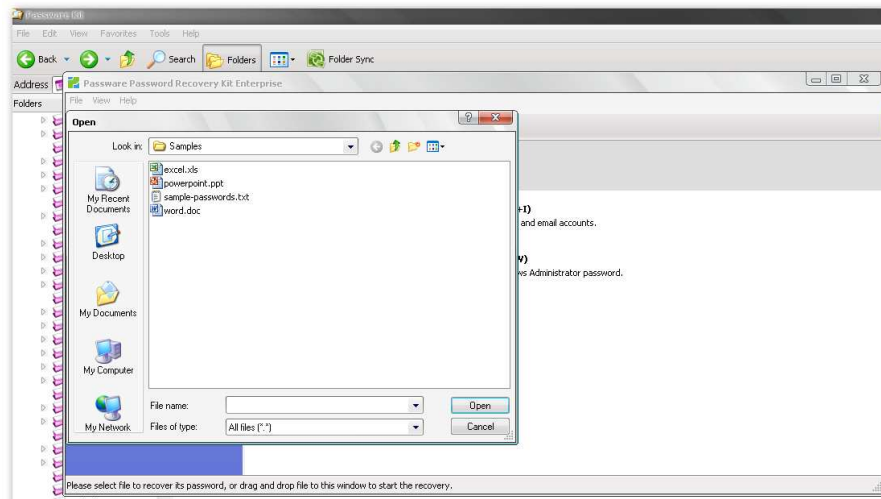 Passware Kit
File Edit View Favorites Tools Help
Back Search Folders Folder Sync
Address
Passware Password Recovery Kit Enterprise
Folders
File View Help
Open
Look in: Samples
excel.xls
powerpoint.ppt
sample-passwords.txt
word.doc
My Recent Documents
Desktop
My Documents
My Computer
My Network
+I)
and email accounts.
W)
ws Administrator password.
File name: Open
Files of type: All files (*.*) Cancel
Please select file to recover its password, or drag and drop file to this window to start the recovery.